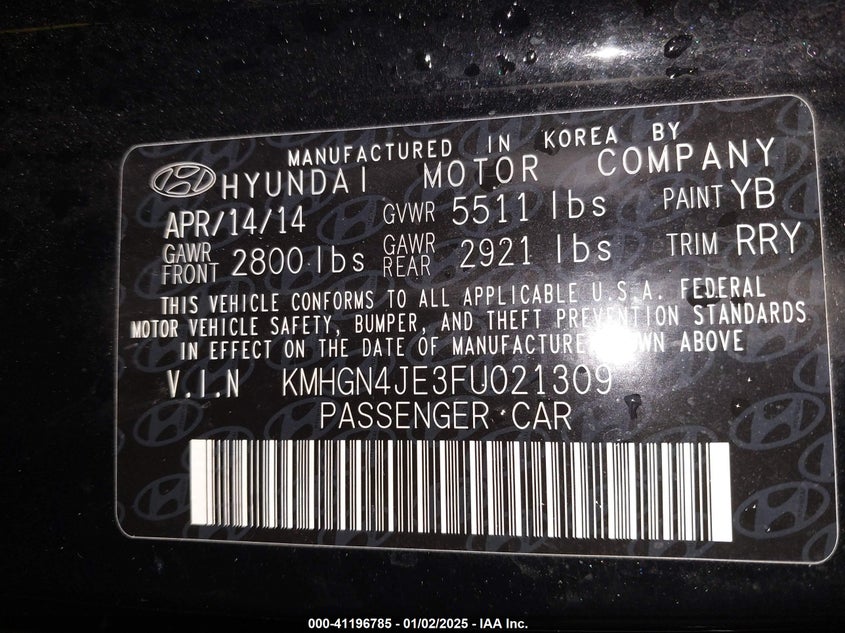 MANUFACTURED IN KOREA BY
HYUNDAI MOTOR COMPANY
APR/14/14 GVWR 5511 lbs PAINT YB
GAWR FRONT 2800 lbs GAWR REAR 2921 lbs TRIM RRY
THIS VEHICLE CONFORMS TO ALL APPLICABLE U.S.A. FEDERAL
MOTOR VEHICLE SAFETY, BUMPER, AND THEFT PREVENTION STANDARDS
IN EFFECT ON THE DATE OF MANUFACTURE SHOWN ABOVE
V.I.N KMHGN4JE3FU021309
PASSENGER CAR
000-41196785 - 01/02/2025 - IAA Inc.